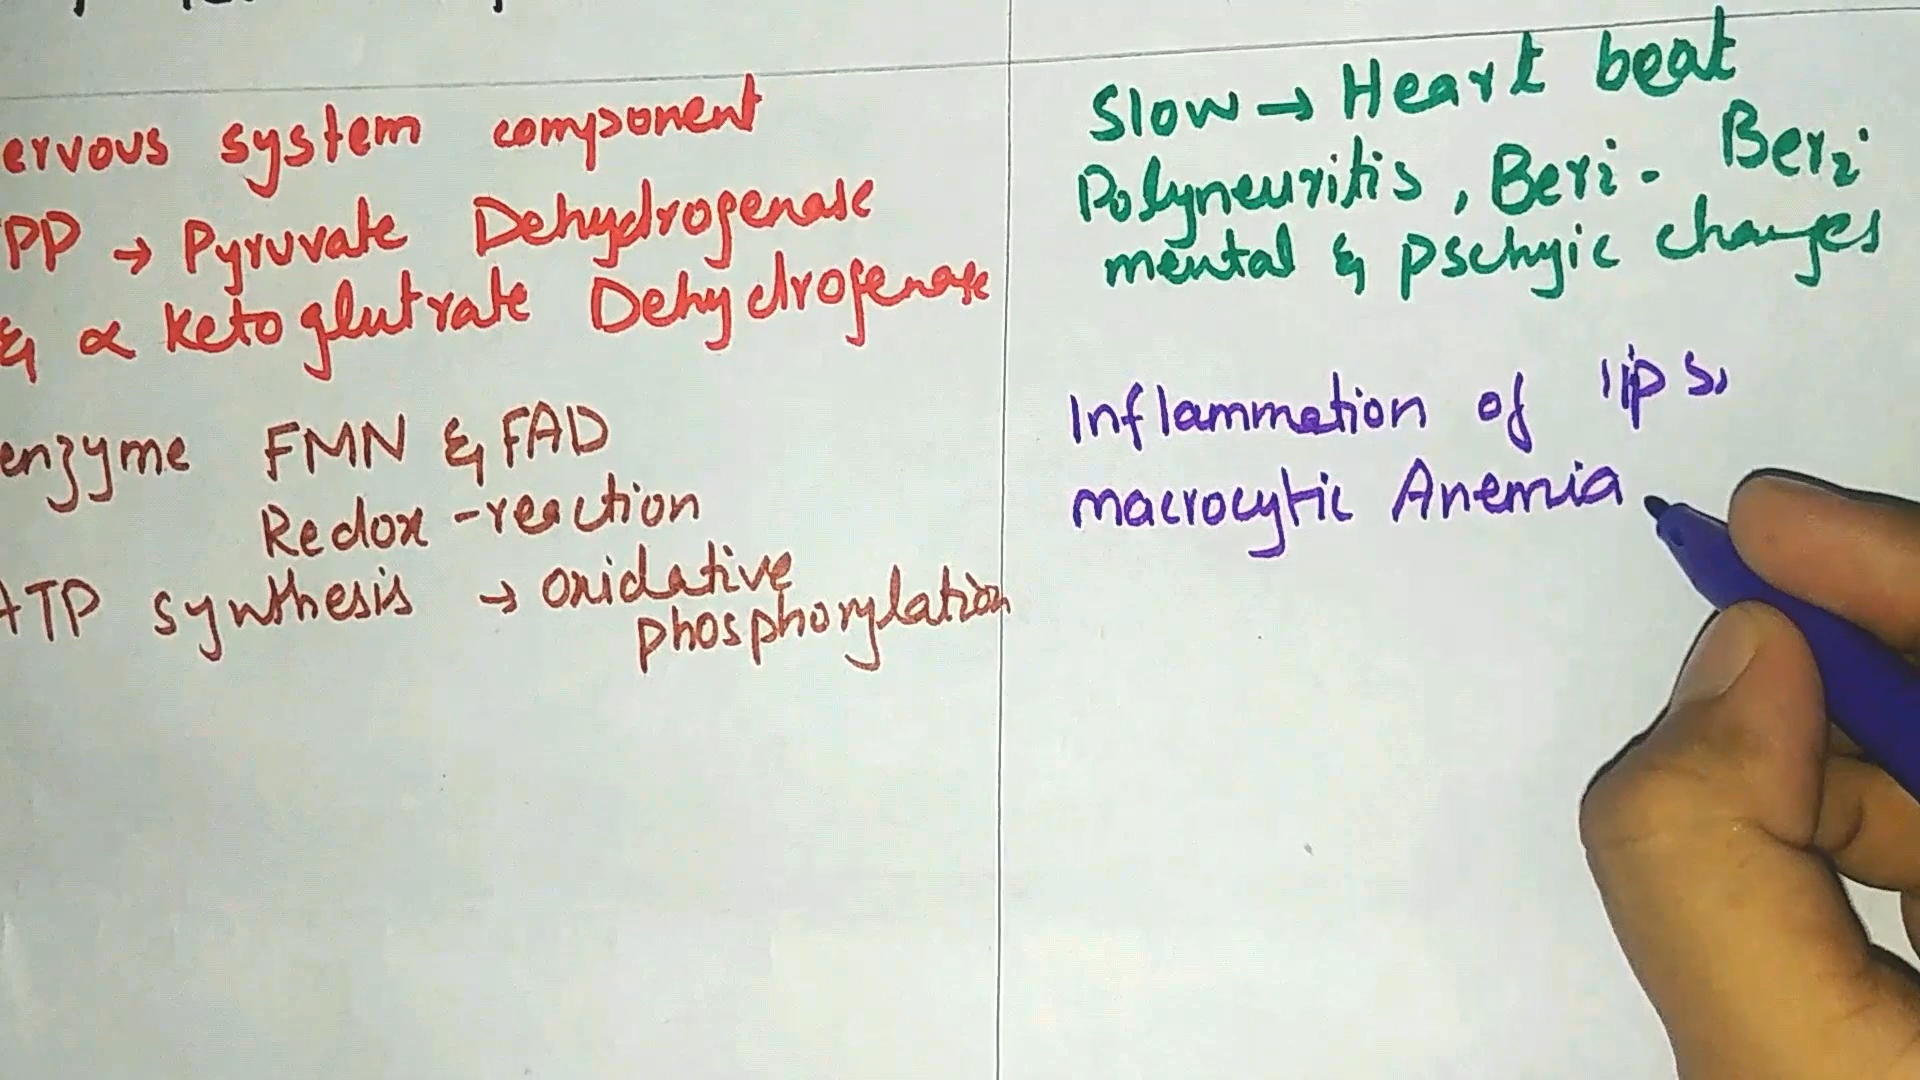 ervous system component
PP → Pyruvate Dehydrogenase
& ∝ Ketoglutrate Dehydrogenase
enzyme FMN & FAD
Redox-reaction
ATP synthesis → oxidative
phosphorylation
Slow → Heart beat
Polyneuritis, Beri-Beri
mental & pschyic changes
Inflammation of lips,
macrocytic Anemia